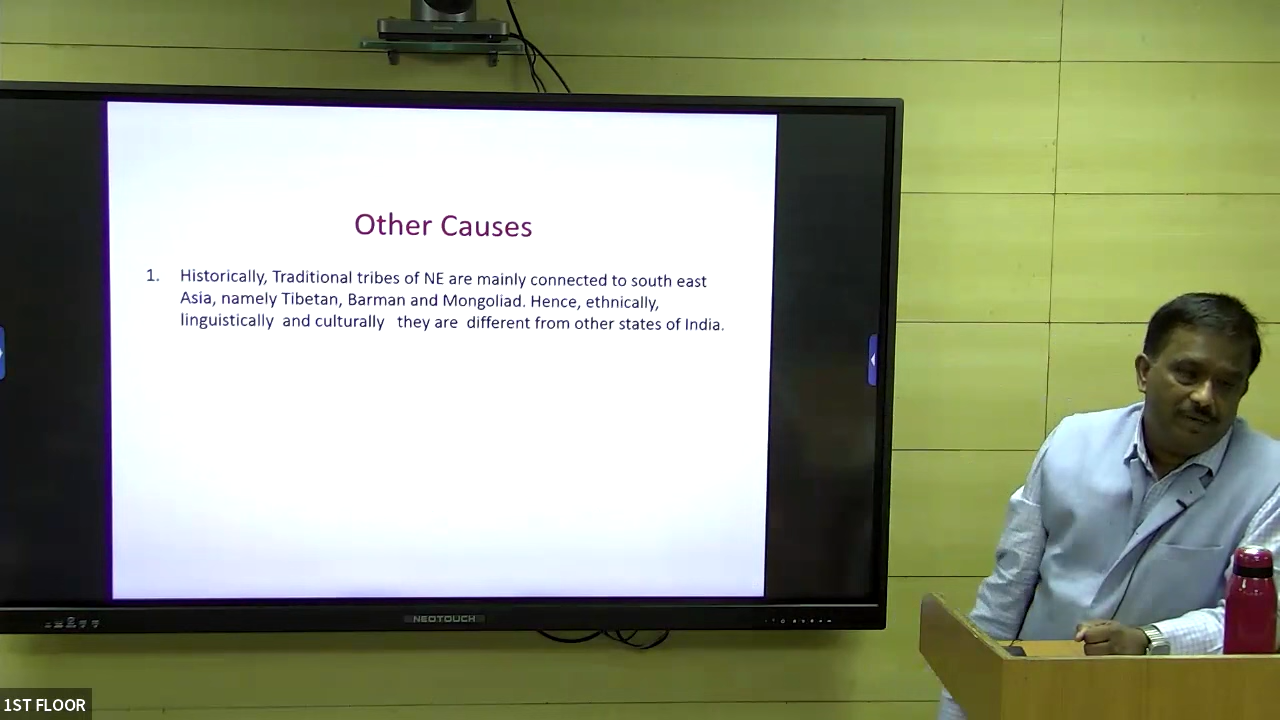 Other Causes
1. Historically, Traditional tribes of NE are mainly connected to south east
Asia, namely Tibetan, Barman and Mongoliad. Hence, ethnically,
linguistically and culturally they are different from other states of India.
NEOTOUCH
1ST FLOOR